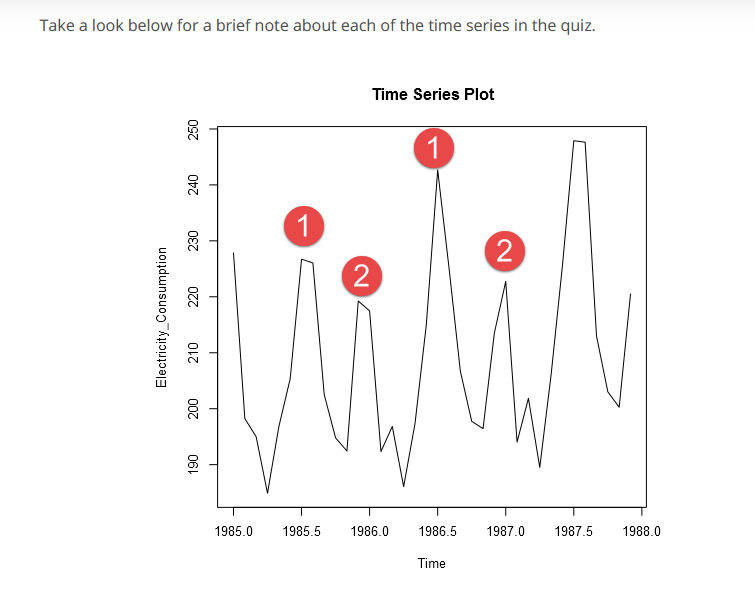 Take a look below for a brief note about each of the time series in the quiz.
Time Series Plot
250
240
230
220
210
200
190
Electricity_Consumption
1
2
1
2
1985.0 1985.5 1986.0 1986.5 1987.0 1987.5 1988.0
Time